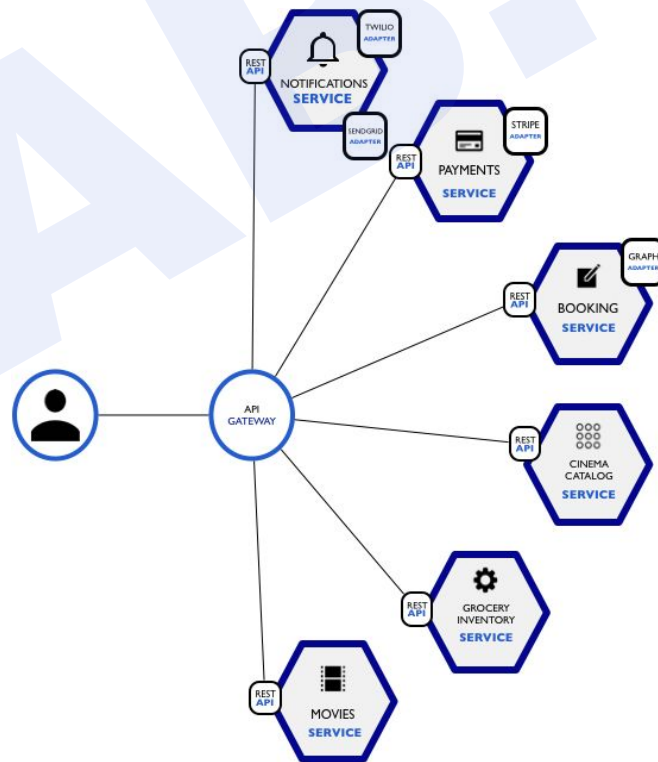 TWILIO
ADAPTER
REST
API
NOTIFICATIONS
SERVICE
SENDGRID
ADAPTER
STRIPE
ADAPTER
REST
API
PAYMENTS
SERVICE
GRAPH
ADAPTER
REST
API
BOOKING
SERVICE
API
GATEWAY
REST
API
CINEMA
CATALOG
SERVICE
REST
API
GROCERY
INVENTORY
SERVICE
REST
API
MOVIES
SERVICE